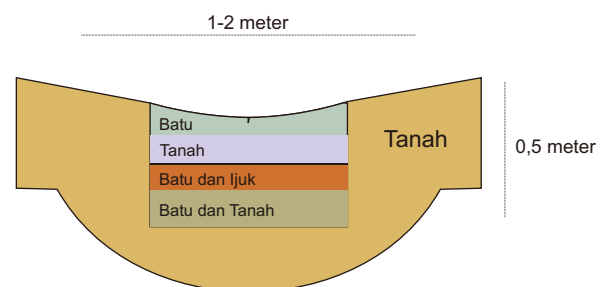 1-2 meter
Batu
Tanah
Tanah
0,5 meter
Batu dan Ijuk
Batu dan Tanah